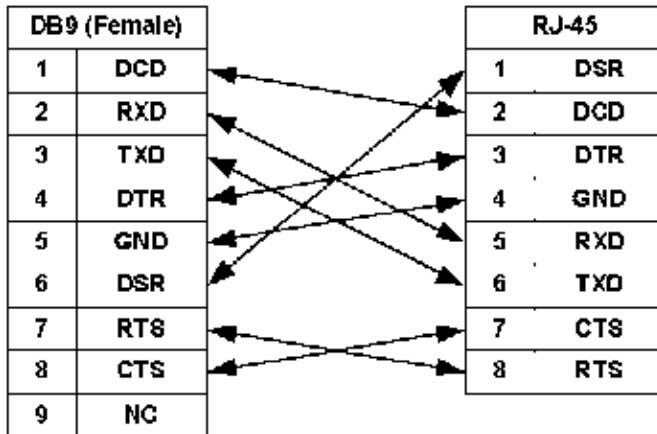 DB9 (Female) RJ-45
1 DCD 1 DSR
2 RXD 2 DCD
3 TXD 3 DTR
4 DTR 4 GND
5 GND 5 RXD
6 DSR 6 TXD
7 RTS 7 CTS
8 CTS 8 RTS
9 NC